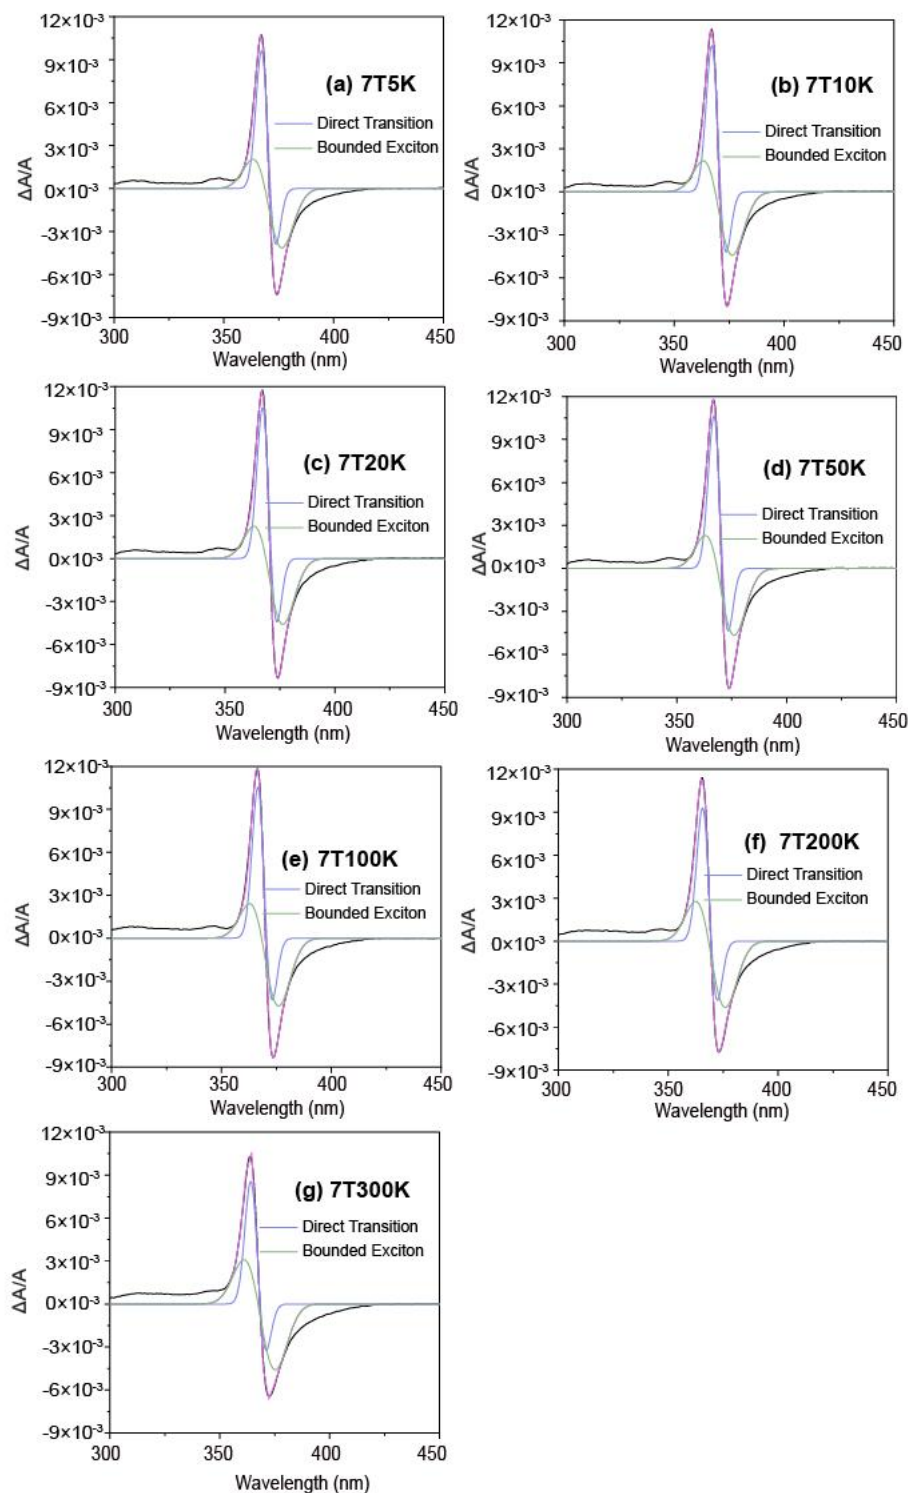 12×10⁻³
9×10⁻³
6×10⁻³
3×10⁻³
0×10⁻³
-3×10⁻³
-6×10⁻³
-9×10⁻³
ΔA/A
(a) 7T5K
Direct Transition
Bounded Exciton
300 350 400 450
Wavelength (nm)
12×10⁻³
9×10⁻³
6×10⁻³
3×10⁻³
0×10⁻³
-3×10⁻³
-6×10⁻³
-9×10⁻³
ΔA/A
(b) 7T10K
Direct Transition
Bounded Exciton
300 350 400 450
Wavelength (nm)
12×10⁻³
9×10⁻³
6×10⁻³
3×10⁻³
0×10⁻³
-3×10⁻³
-6×10⁻³
-9×10⁻³
ΔA/A
(c) 7T20K
Direct Transition
Bounded Exciton
300 350 400 450
Wavelength (nm)
12×10⁻³
9×10⁻³
6×10⁻³
3×10⁻³
0×10⁻³
-3×10⁻³
-6×10⁻³
-9×10⁻³
ΔA/A
(d) 7T50K
Direct Transition
Bounded Exciton
300 350 400 450
Wavelength (nm)
12×10⁻³
9×10⁻³
6×10⁻³
3×10⁻³
0×10⁻³
-3×10⁻³
-6×10⁻³
-9×10⁻³
ΔA/A
(e) 7T100K
Direct Transition
Bounded Exciton
300 350 400 450
Wavelength (nm)
12×10⁻³
9×10⁻³
6×10⁻³
3×10⁻³
0×10⁻³
-3×10⁻³
-6×10⁻³
-9×10⁻³
ΔA/A
(f) 7T200K
Direct Transition
Bounded Exciton
300 350 400 450
Wavelength (nm)
12×10⁻³
9×10⁻³
6×10⁻³
3×10⁻³
0×10⁻³
-3×10⁻³
-6×10⁻³
-9×10⁻³
ΔA/A
(g) 7T300K
Direct Transition
Bounded Exciton
300 350 400 450
Wavelength (nm)